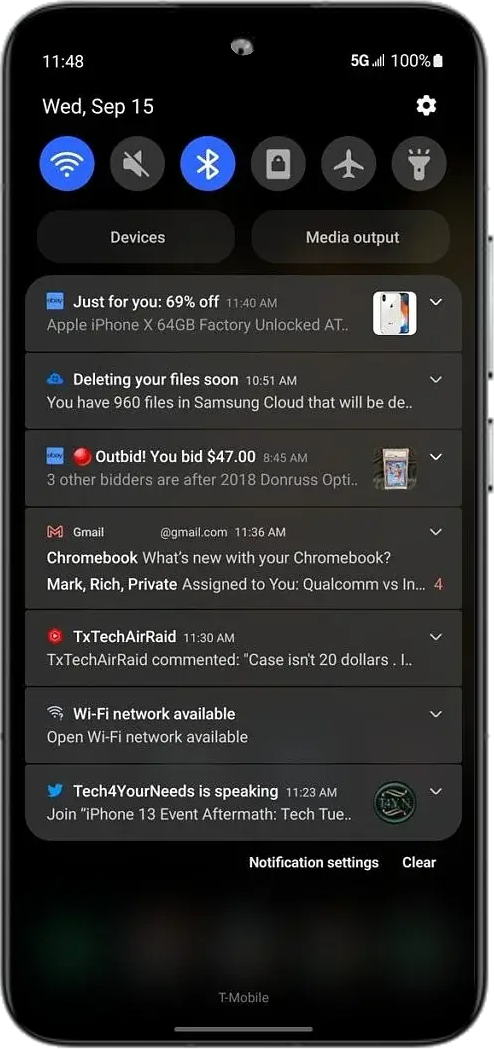 11:48
5G 100%
Wed, Sep 15
Devices
Media output
ebay Just for you: 69% off 11:40 AM
Apple iPhone X 64GB Factory Unlocked AT..
Deleting your files soon 10:51 AM
You have 960 files in Samsung Cloud that will be de..
ebay Outbid! You bid $47.00 8:45 AM
3 other bidders are after 2018 Donruss Opti..
Gmail @gmail.com 11:36 AM
Chromebook What's new with your Chromebook?
Mark, Rich, Private Assigned to You: Qualcomm vs In... 4
TxTechAirRaid 11:30 AM
TxTechAirRaid commented: "Case isn't 20 dollars . I..
Wi-Fi network available
Open Wi-Fi network available
Tech4YourNeeds is speaking 11:23 AM
Join "iPhone 13 Event Aftermath: Tech Tue..
T4YN
Notification settings Clear
T-Mobile